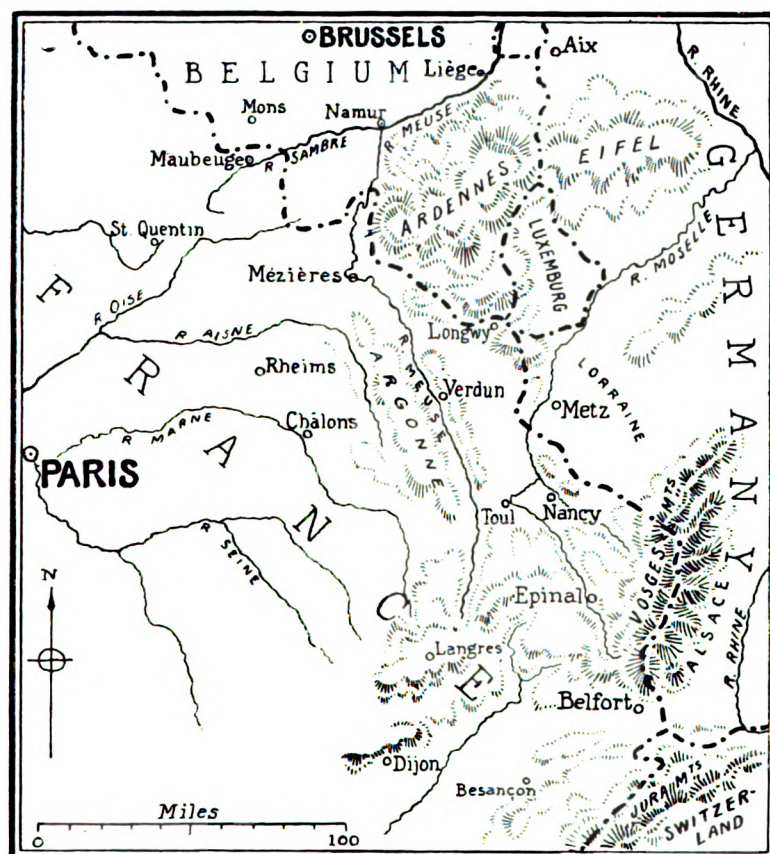 BRUSSELS
Aix
BELGIUM
Liège
R. RHINE
Mons
Namur
R. MEUSE
Maubeuge
R. SAMBRE
EIFEL
ARDENNES
GERMANY
St. Quentin
LUXEMBURG
R. MOSELLE
Mézières
FRANCE
R OISE
R. AISNE
Longwy
Rheims
R. MEUSE
ARGONNE
Verdun
LORRAINE
Metz
R. MARNE
Châlons
PARIS
Toul
Nancy
R. SEINE
VOSGES MTS
N
Epinal
ALSACE
R. RHINE
Langres
Belfort
Dijon
Besançon
JURA MTS
SWITZER-
LAND
Miles
0 100